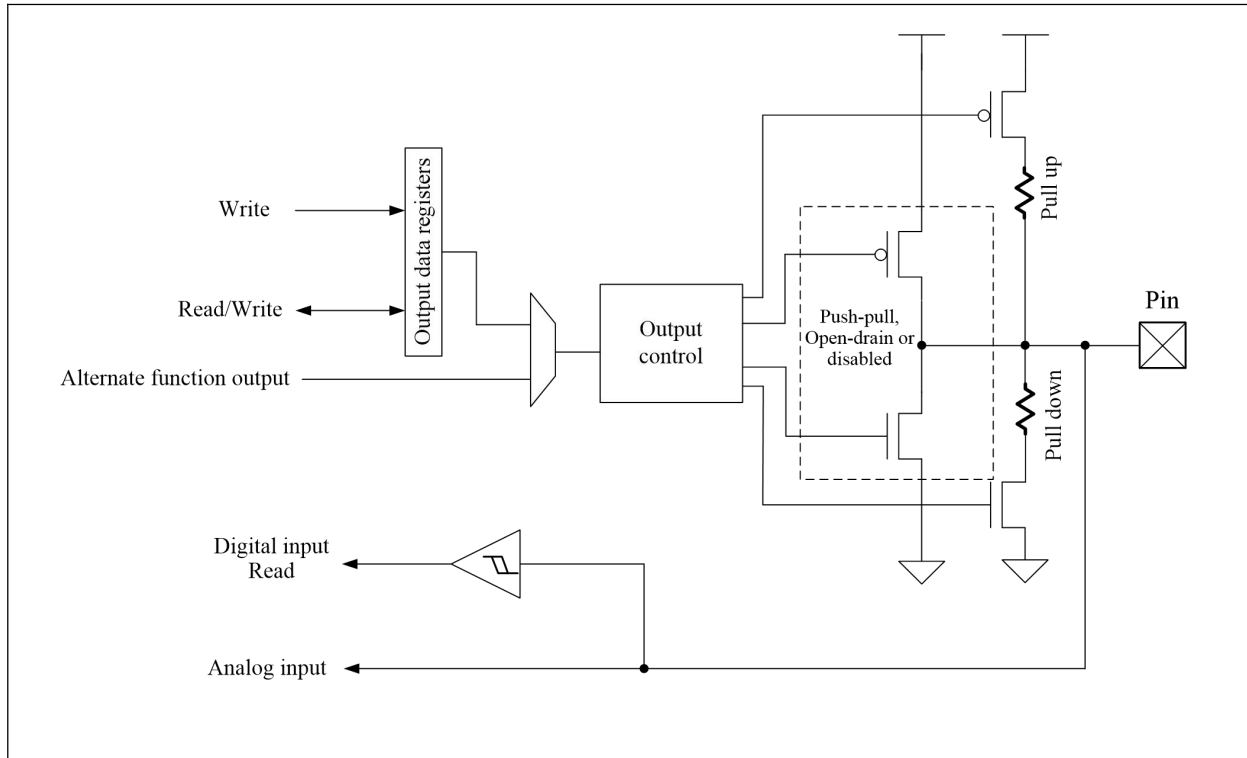 Write
Output data registers
Read/Write
Alternate function output
Output
control
Push-pull,
Open-drain or
disabled
Pull up
Pull down
Pin
Digital input
Read
Analog input